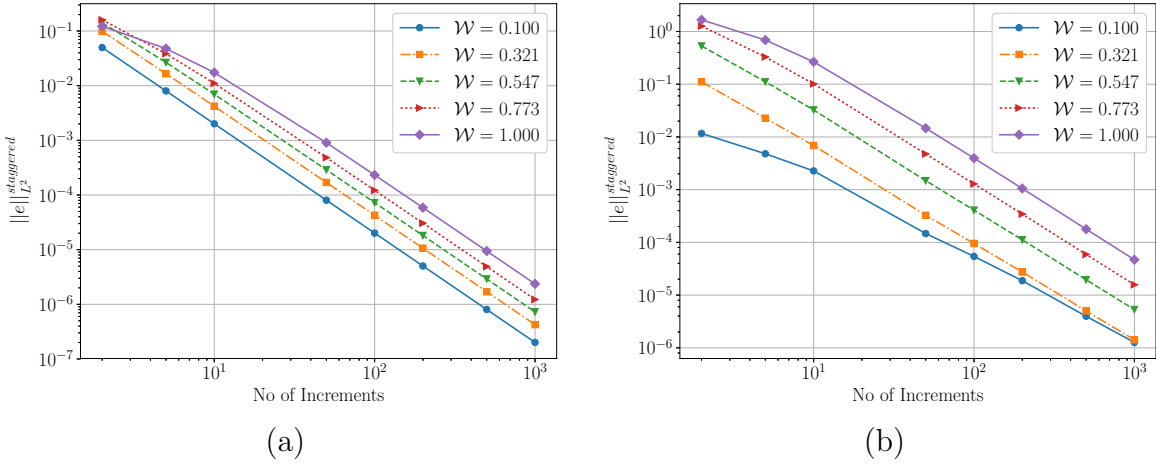 10^{-1}
10^{-2}
10^{-3}
10^{-4}
10^{-5}
10^{-6}
10^{-7}
||e||_{L^2}^{staggered}
10^1
10^2
10^3
No of Increments
𝒲 = 0.100
𝒲 = 0.321
𝒲 = 0.547
𝒲 = 0.773
𝒲 = 1.000
(a)
10^0
10^{-1}
10^{-2}
10^{-3}
10^{-4}
10^{-5}
10^{-6}
||e||_{L^2}^{staggered}
10^1
10^2
10^3
No of Increments
𝒲 = 0.100
𝒲 = 0.321
𝒲 = 0.547
𝒲 = 0.773
𝒲 = 1.000
(b)